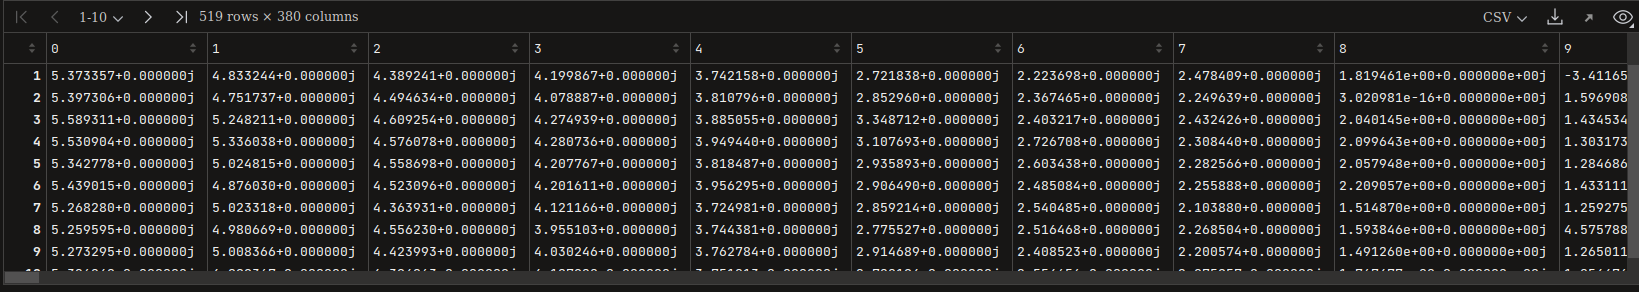 1-10 519 rows × 380 columns CSV
0 1 2 3 4 5 6 7 8 9
1 5.373357+0.000000j 4.833244+0.000000j 4.389241+0.000000j 4.199867+0.000000j 3.742158+0.000000j 2.721838+0.000000j 2.223698+0.000000j 2.478409+0.000000j 1.819461e+00+0.000000e+00j -3.41165
2 5.397306+0.000000j 4.751737+0.000000j 4.494634+0.000000j 4.078887+0.000000j 3.810796+0.000000j 2.852960+0.000000j 2.367465+0.000000j 2.249639+0.000000j 3.020981e-16+0.000000e+00j 1.596908
3 5.589311+0.000000j 5.248211+0.000000j 4.609254+0.000000j 4.274939+0.000000j 3.885055+0.000000j 3.348712+0.000000j 2.403217+0.000000j 2.432426+0.000000j 2.040145e+00+0.000000e+00j 1.434534
4 5.530904+0.000000j 5.336038+0.000000j 4.576078+0.000000j 4.280736+0.000000j 3.949440+0.000000j 3.107693+0.000000j 2.726708+0.000000j 2.308440+0.000000j 2.099643e+00+0.000000e+00j 1.303173
5 5.342778+0.000000j 5.024815+0.000000j 4.558698+0.000000j 4.207767+0.000000j 3.818487+0.000000j 2.935893+0.000000j 2.603438+0.000000j 2.282566+0.000000j 2.057948e+00+0.000000e+00j 1.284686
6 5.439015+0.000000j 4.876030+0.000000j 4.523096+0.000000j 4.201611+0.000000j 3.956295+0.000000j 2.906490+0.000000j 2.485084+0.000000j 2.255888+0.000000j 2.209057e+00+0.000000e+00j 1.433111
7 5.268280+0.000000j 5.023318+0.000000j 4.363931+0.000000j 4.121166+0.000000j 3.724981+0.000000j 2.859214+0.000000j 2.540485+0.000000j 2.103880+0.000000j 1.514870e+00+0.000000e+00j 1.259275
8 5.259595+0.000000j 4.980669+0.000000j 4.556230+0.000000j 3.955103+0.000000j 3.744381+0.000000j 2.775527+0.000000j 2.516468+0.000000j 2.268504+0.000000j 1.593846e+00+0.000000e+00j 4.575788
9 5.273295+0.000000j 5.008366+0.000000j 4.423993+0.000000j 4.030246+0.000000j 3.762784+0.000000j 2.914689+0.000000j 2.408523+0.000000j 2.200574+0.000000j 1.491260e+00+0.000000e+00j 1.265011